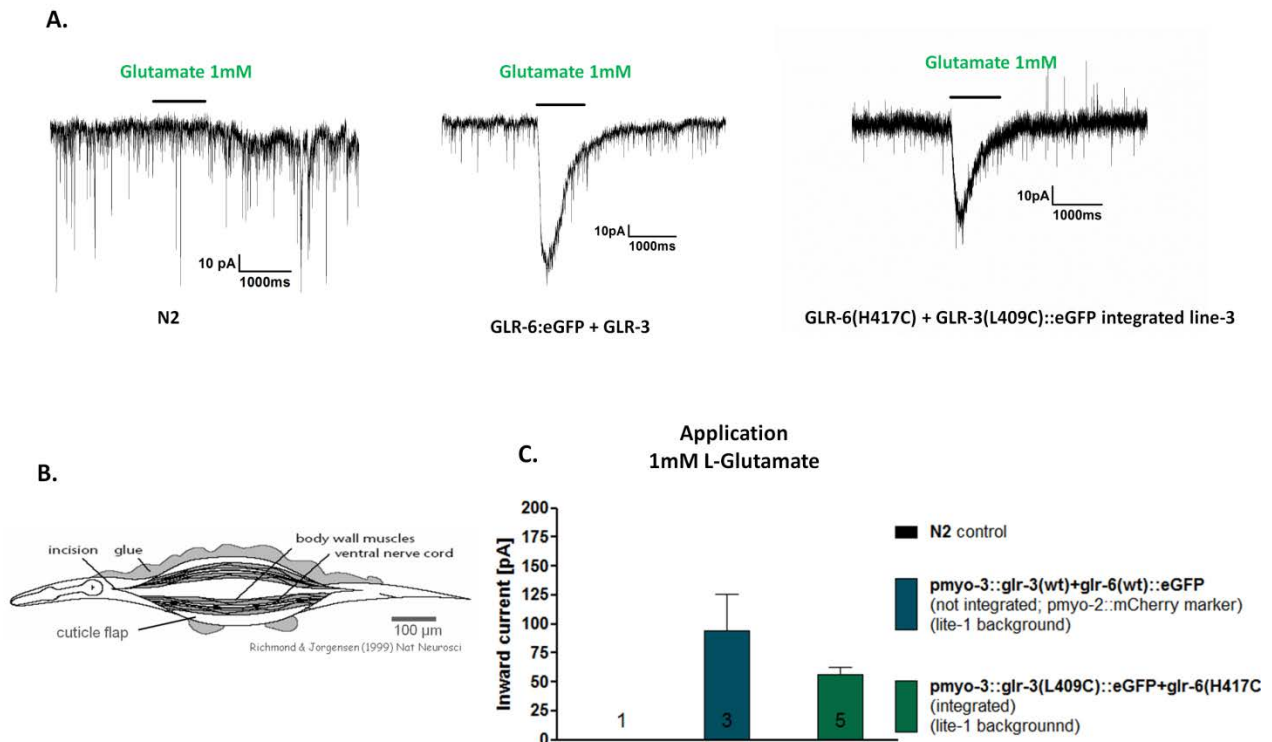 A.
Glutamate 1mM
10 pA
1000ms
N2
Glutamate 1mM
10pA
1000ms
GLR-6:eGFP + GLR-3
Glutamate 1mM
10pA
1000ms
GLR-6(H417C) + GLR-3(L409C)::eGFP integrated line-3
B.
incision
glue
body wall muscles
ventral nerve cord
cuticle flap
100 µm
Richmond & Jorgensen (1999) Nat Neurosci
C.
Application
1mM L-Glutamate
Inward current [pA]
200
175
150
125
100
75
50
25
0
1
3
5
N2 control
pmyo-3::glr-3(wt)+glr-6(wt)::eGFP
(not integrated; pmyo-2::mCherry marker)
(lite-1 background)
pmyo-3::glr-3(L409C)::eGFP+glr-6(H417C
(integrated)
(lite-1 backgrounnd)